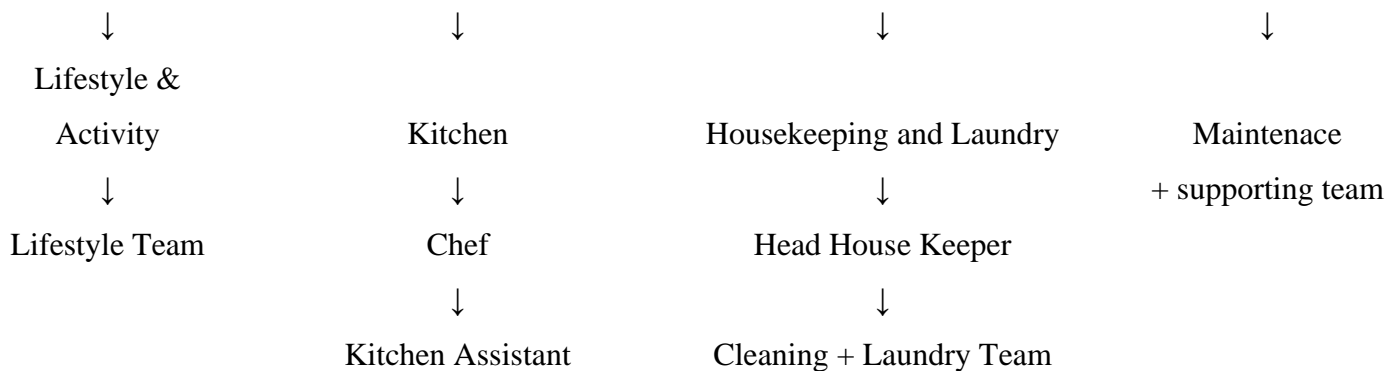 ↓ ↓ ↓ ↓
Lifestyle &
Activity Kitchen Housekeeping and Laundry Maintenace
↓ ↓ ↓ + supporting team
Lifestyle Team Chef Head House Keeper
↓ ↓
Kitchen Assistant Cleaning + Laundry Team